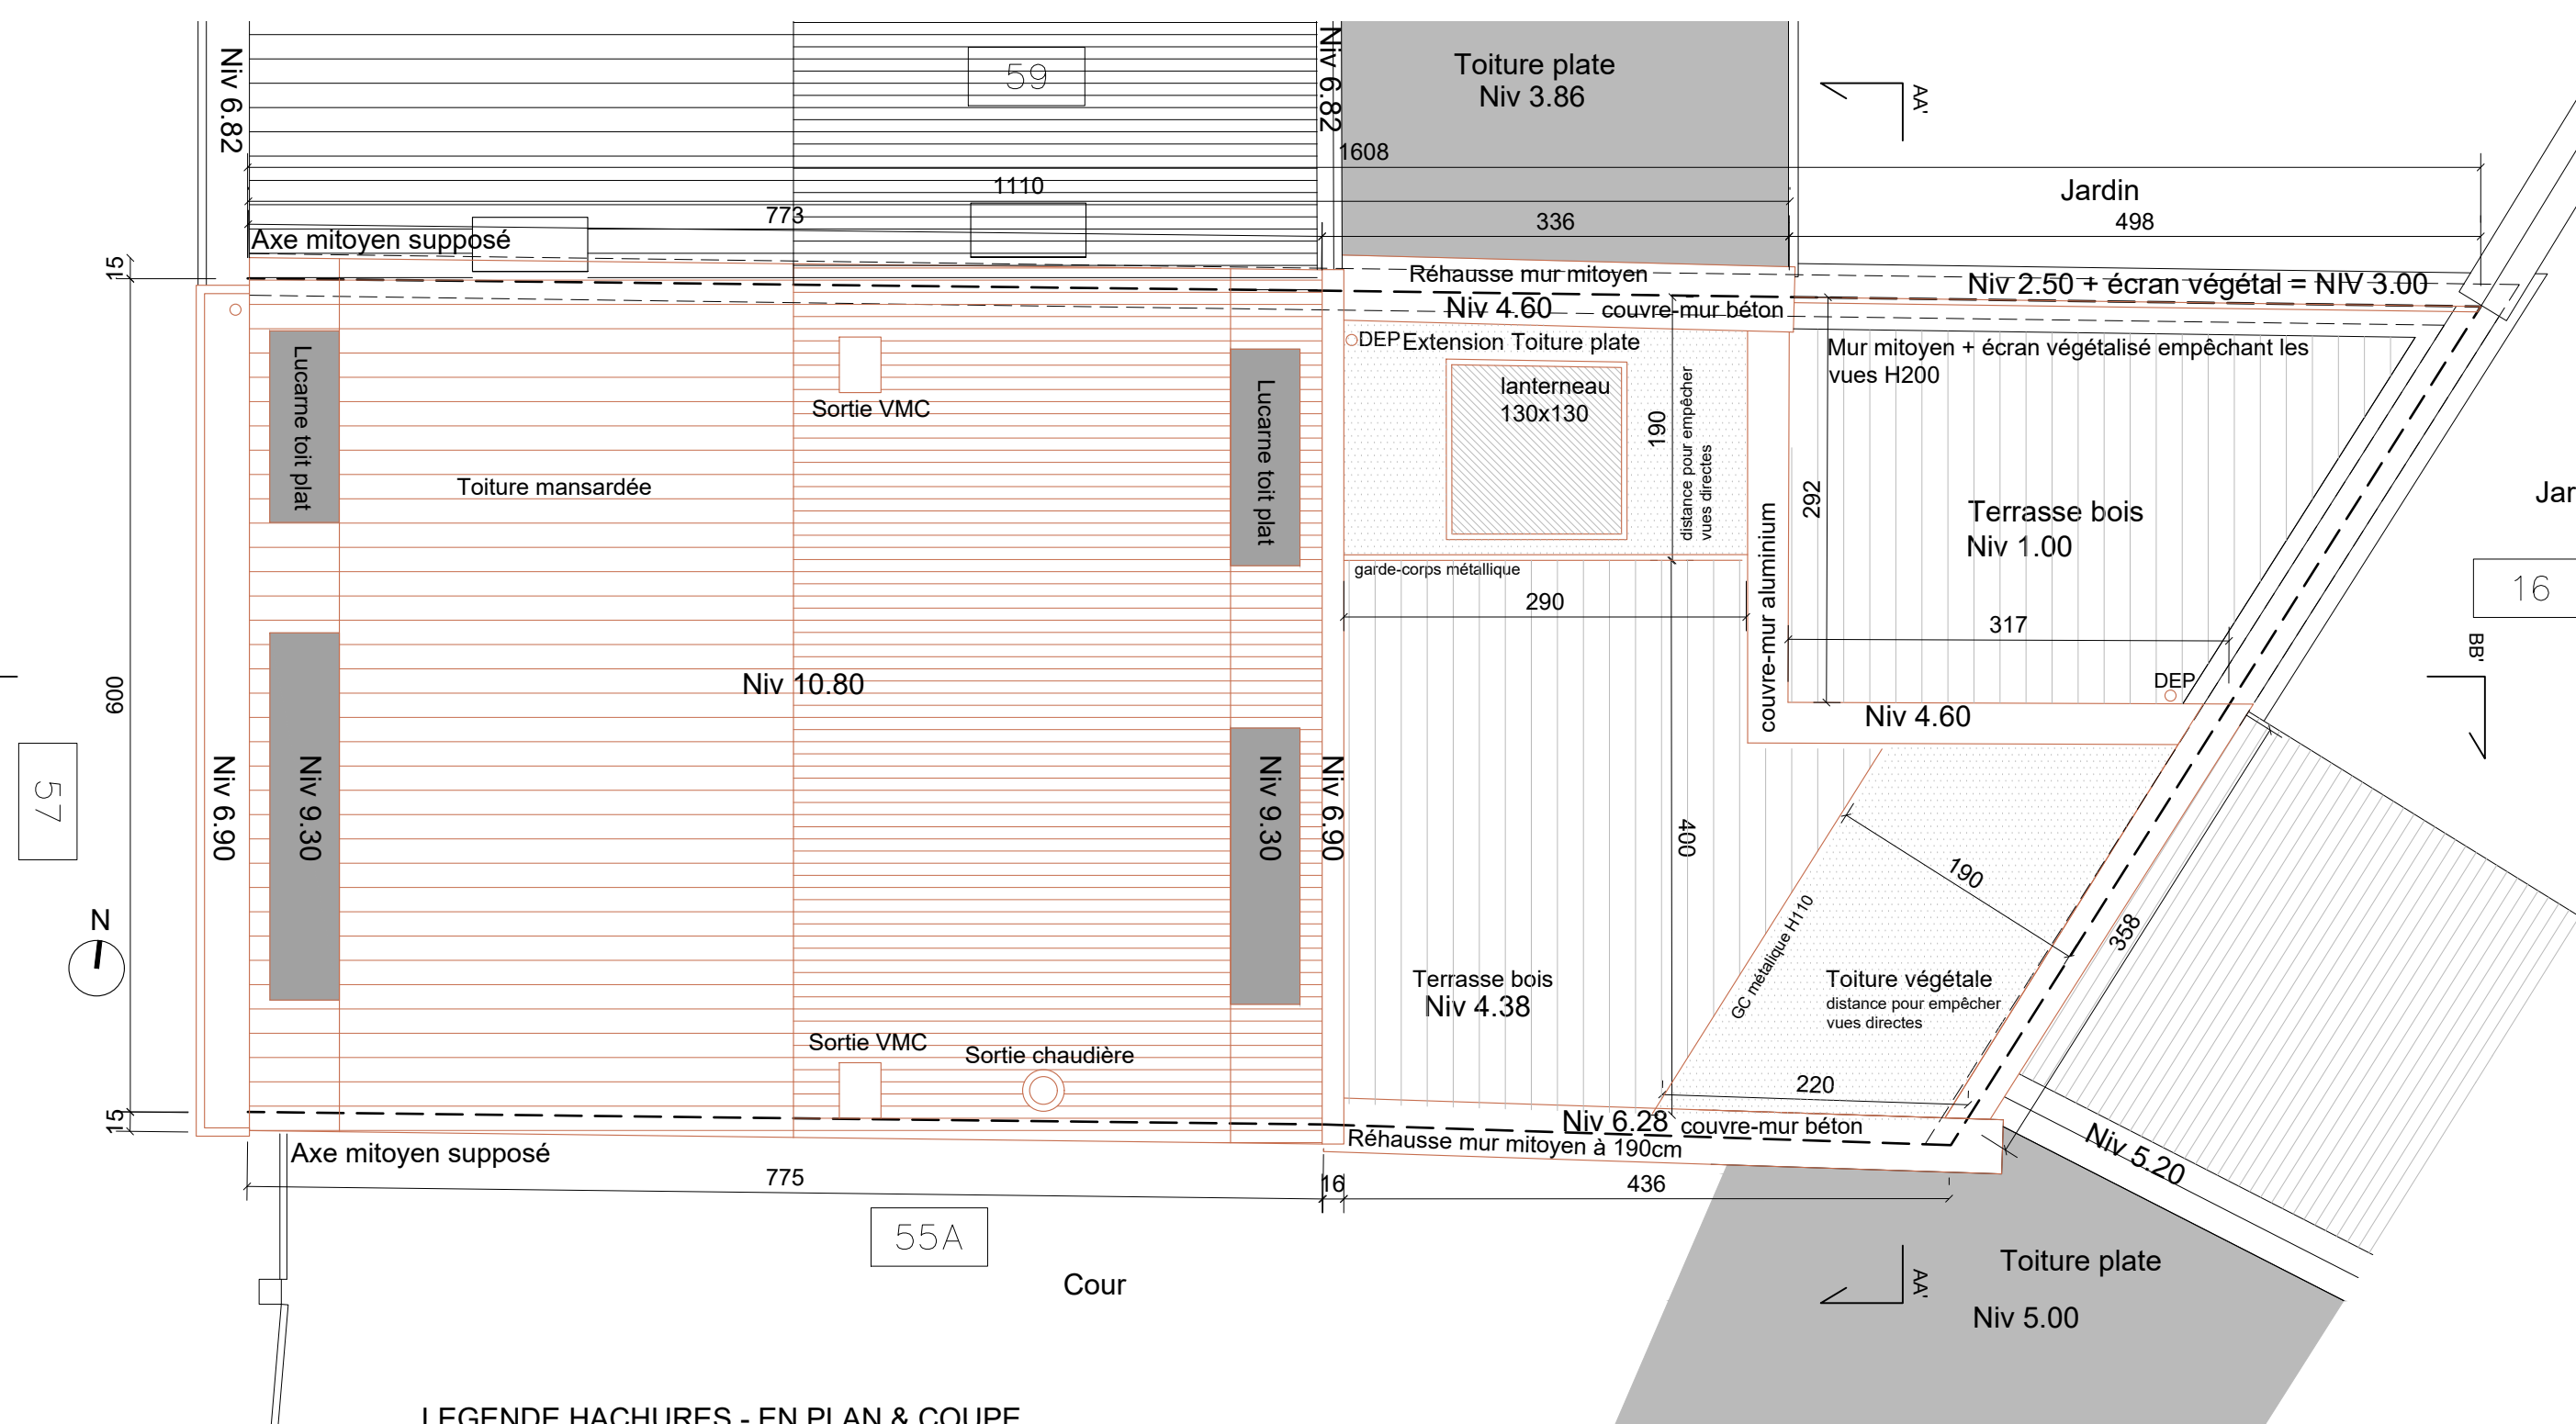 Niv 6.82
59
Niv 6.82
Toiture plate
Niv 3.86
AA'
1608
1110
773
336
Jardin
498
Axe mitoyen supposé
15
Réhausse mur mitoyen
Niv 4.60
couvre-mur béton
Niv 2.50 + écran végétal = NIV 3.00
DEP
Extension Toiture plate
Mur mitoyen + écran végétalisé empêchant les
vues H200
Lucarne toit plat
Sortie VMC
Lucarne toit plat
lanterneau
130x130
190
distance pour empêcher
vues directes
Toiture mansardée
292
Terrasse bois
Niv 1.00
Jar
16
garde-corps métallique
290
couvre-mur aluminium
317
BB'
DEP
600
Niv 10.80
Niv 4.60
57
Niv 6.90
Niv 9.30
Niv 9.30
Niv 6.90
400
190
358
N
GC métalique H110
Terrasse bois
Niv 4.38
Toiture végétale
distance pour empêcher
vues directes
Sortie VMC
Sortie chaudière
220
15
Niv 6.28
couvre-mur béton
Réhausse mur mitoyen à 190cm
Niv 5.20
Axe mitoyen supposé
775
16
436
55A
Cour
AA'
Toiture plate
Niv 5.00
LEGENDE HACHURES - EN PLAN & COUPE